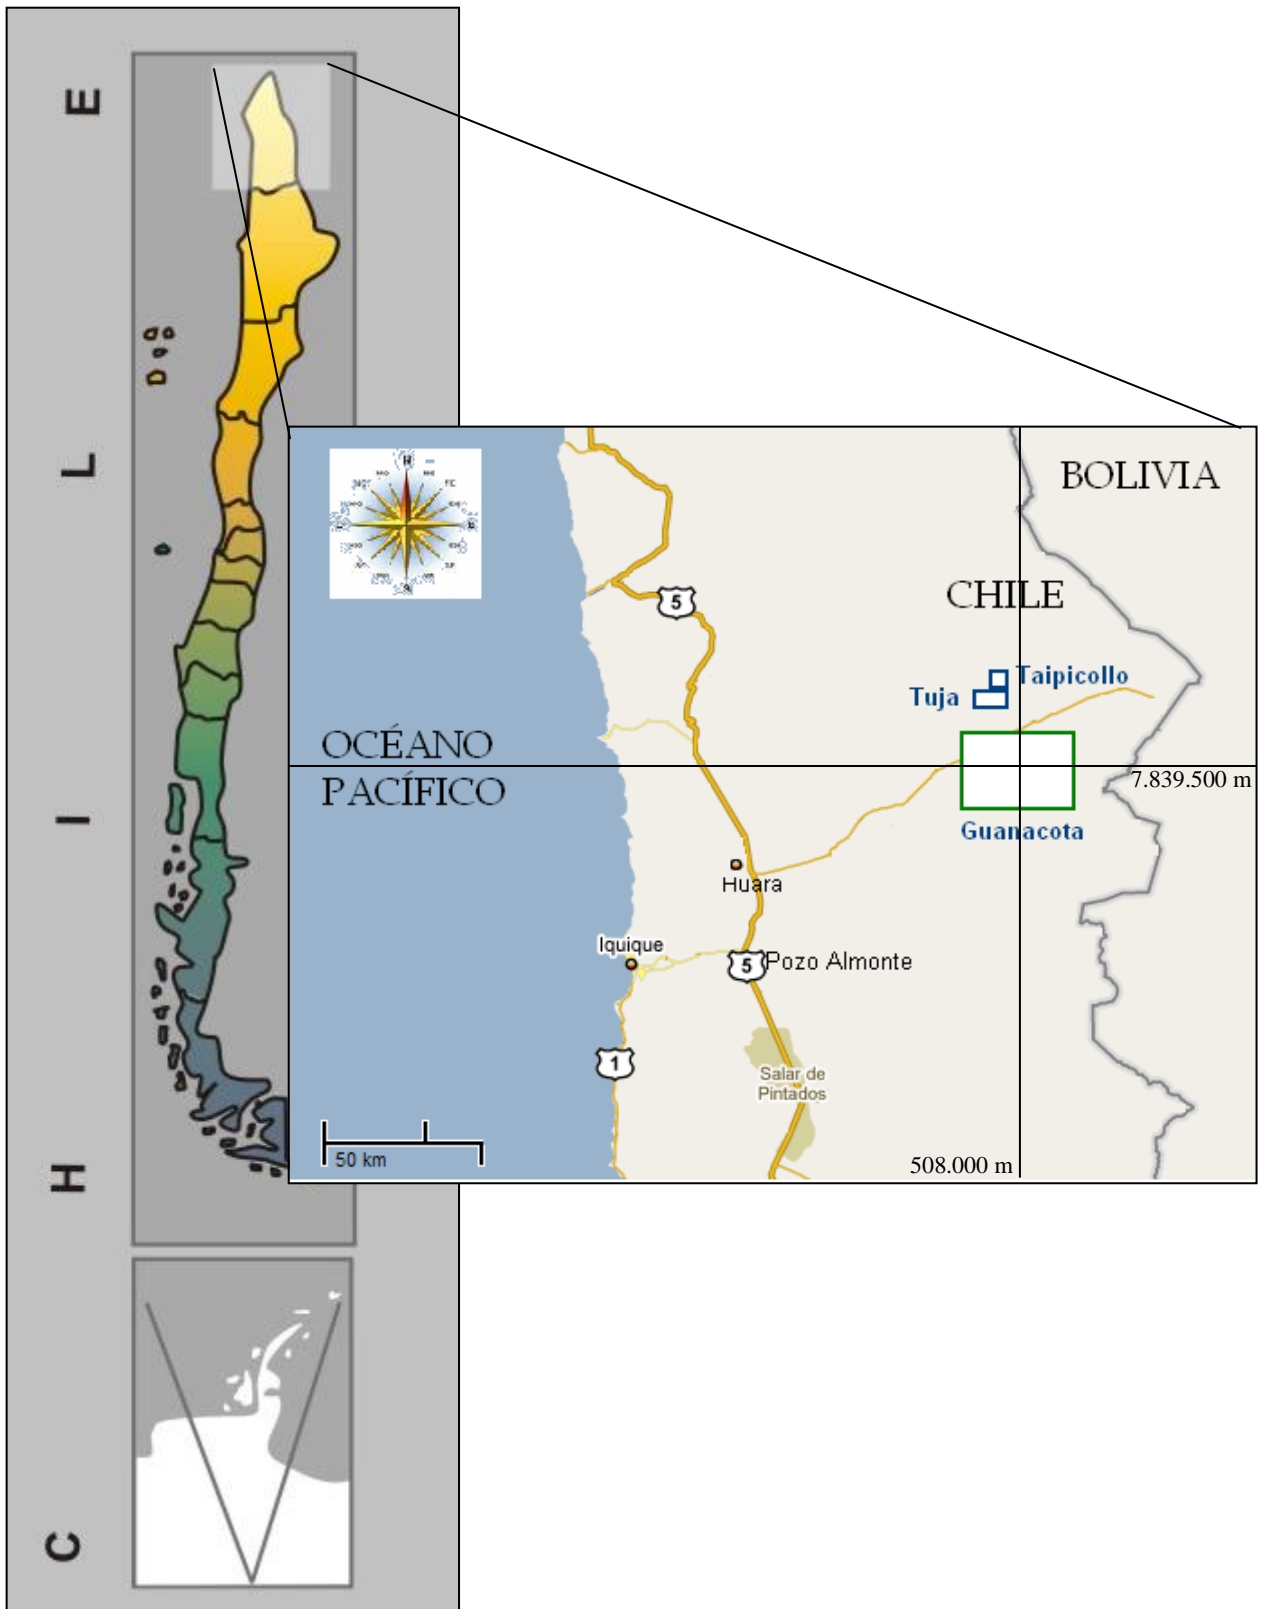 C H I L E
N
BOLIVIA
5
CHILE
Taipicollo
Tuja
OCÉANO
PACÍFICO
7.839.500 m
Guanacota
Huara
Iquique
5
Pozo Almonte
1
Salar de
Pintados
50 km
508.000 m